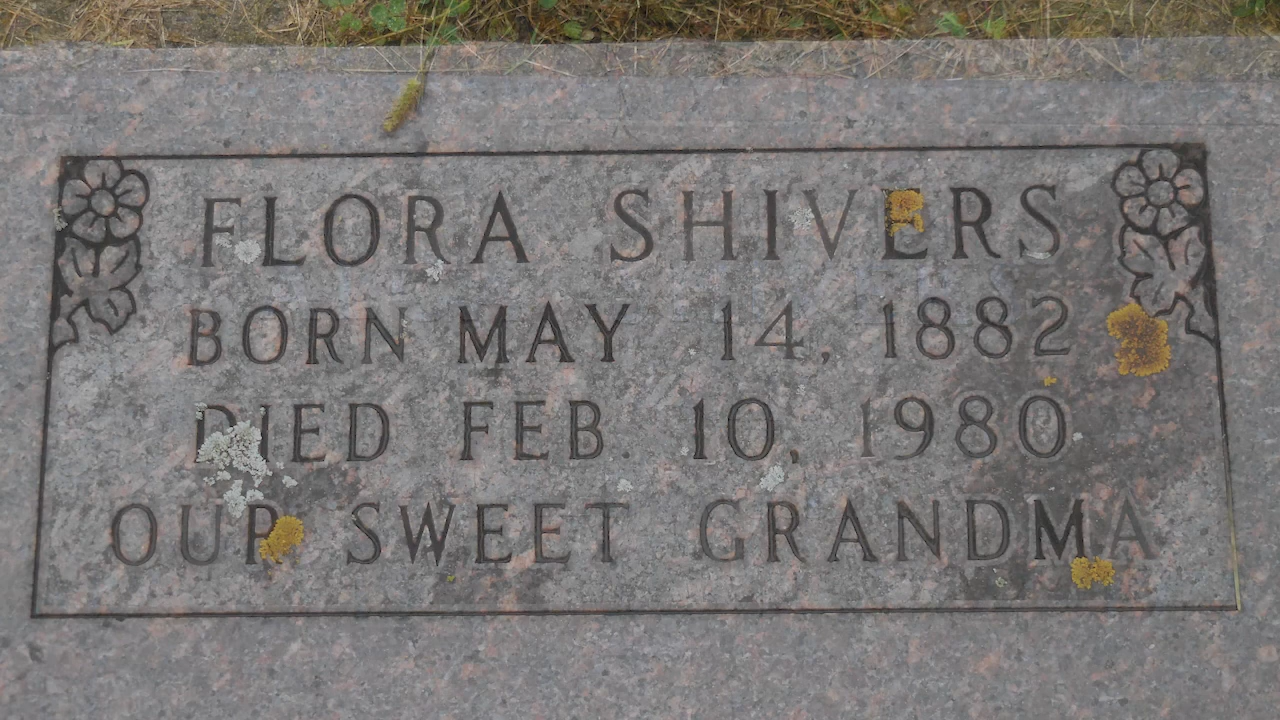 FLORA SHIVERS
BORN MAY 14, 1882
DIED FEB 10, 1980
OUR SWEET GRANDMA